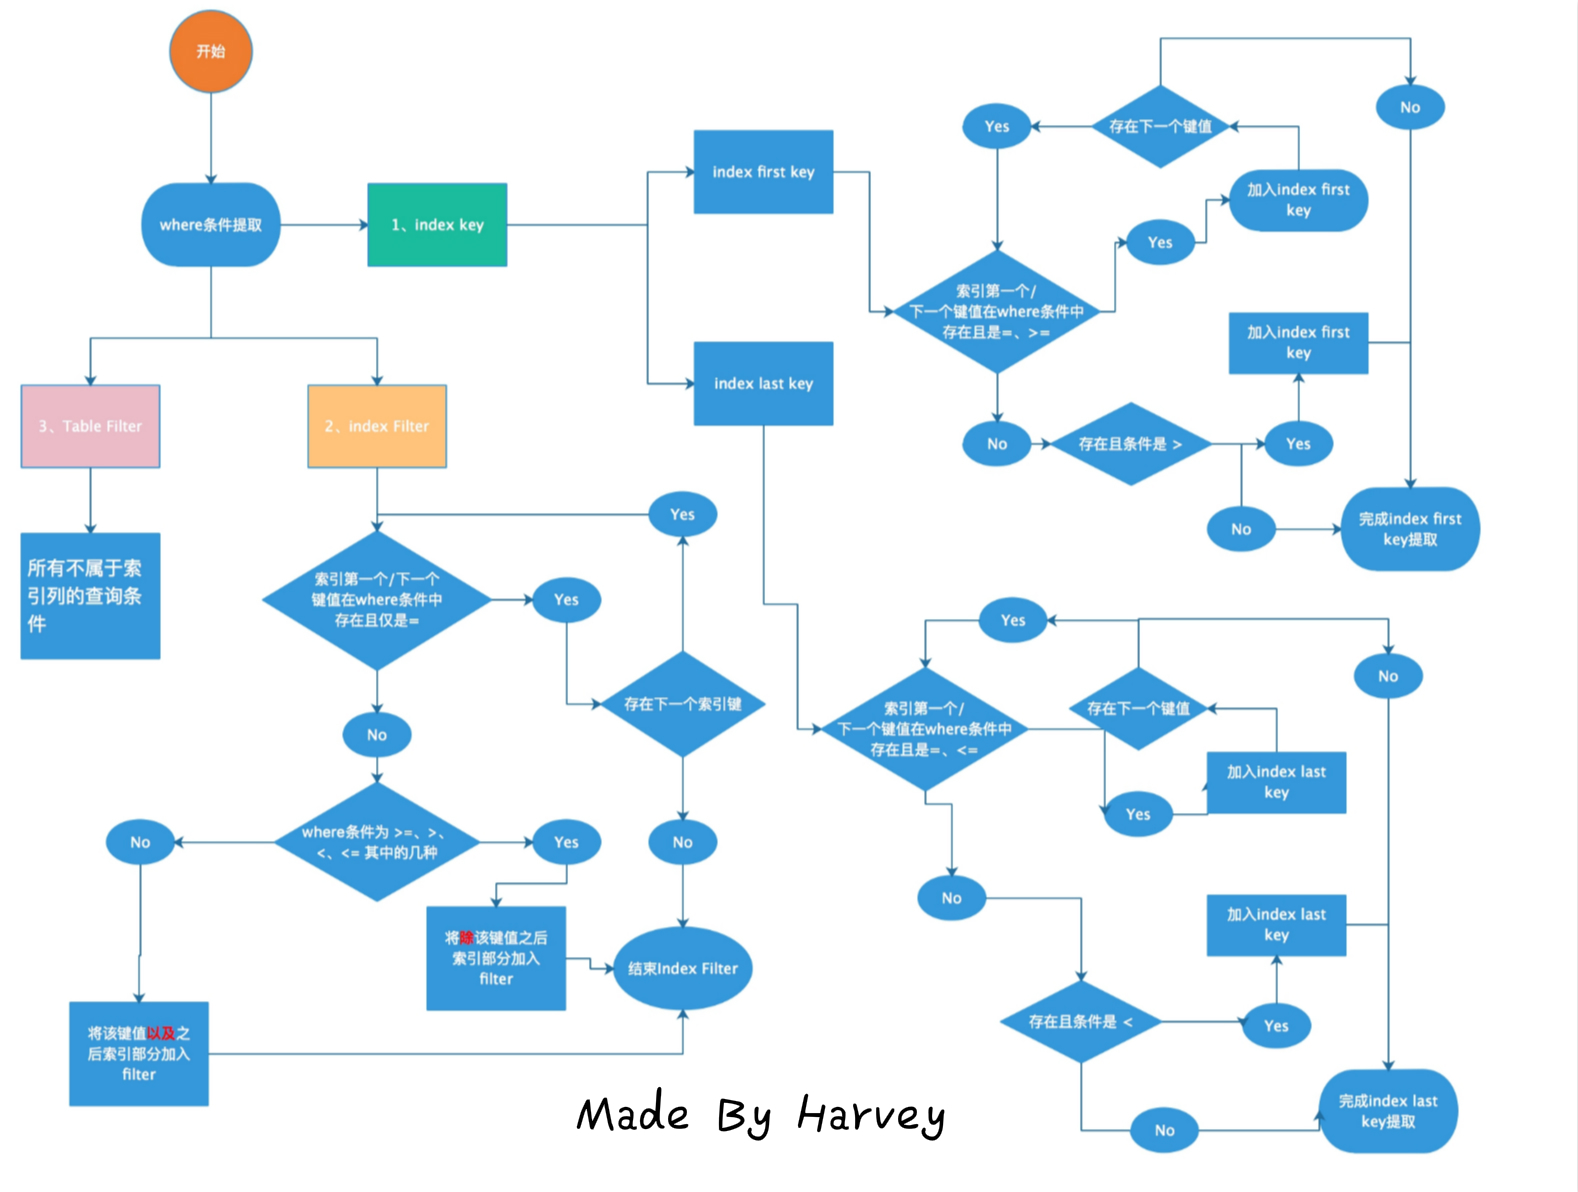 开始
where条件提取
1、index key
index first key
index last key
3、Table Filter
2、index Filter
所有不属于索
引列的查询条
件
索引第一个/下一个
键值在where条件中
存在且仅是=
Yes
Yes
存在下一个索引键
No
No
where条件为 >=、>、
<、<= 其中的几种
No
Yes
将除该键值之后
索引部分加入
filter
将该键值以及之
后索引部分加入
filter
结束Index Filter
Yes
存在下一个键值
No
加入index first
key
Yes
索引第一个/
下一个键值在where条件中
存在且是=、>=
加入index first
key
No
存在且条件是 >
Yes
No
完成index first
key提取
Yes
No
索引第一个/
下一个键值在where条件中
存在且是=、<=
存在下一个键值
加入index last
key
Yes
No
加入index last
key
存在且条件是 <
Yes
No
完成index last
key提取
Made By Harvey